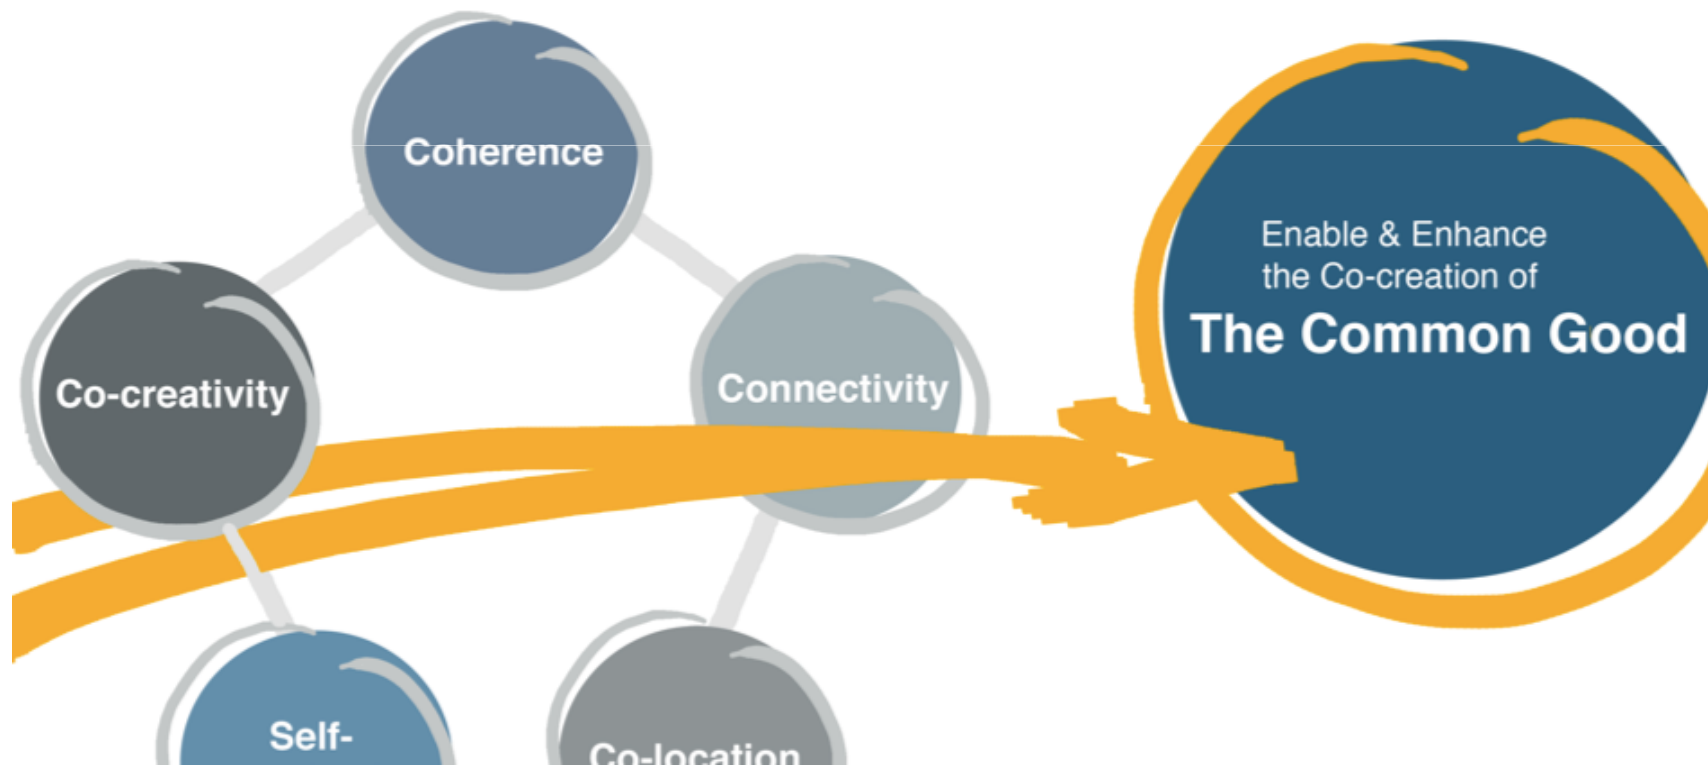 Coherence
Enable & Enhance
the Co-creation of
The Common Good
Co-creativity
Connectivity
Self-
Co-location